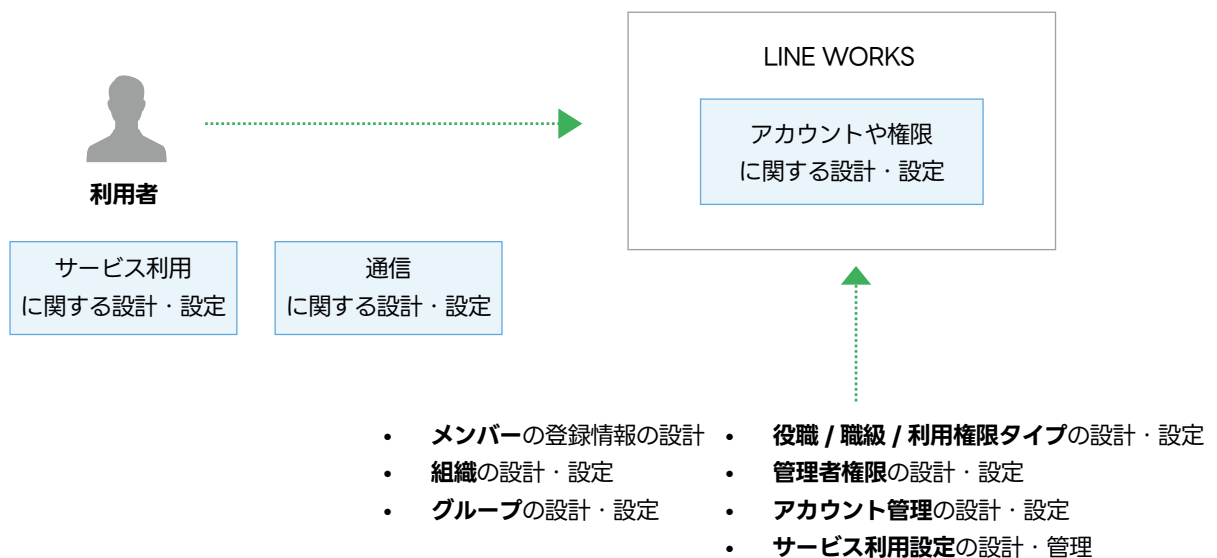 LINE WORKS
アカウントや権限
に関する設計・設定
利用者
サービス利用
に関する設計・設定
通信
に関する設計・設定
• メンバーの登録情報の設計
• 組織の設計・設定
• グループの設計・設定
• 役職 / 職級 / 利用権限タイプの設計・設定
• 管理者権限の設計・設定
• アカウント管理の設計・設定
• サービス利用設定の設計・管理